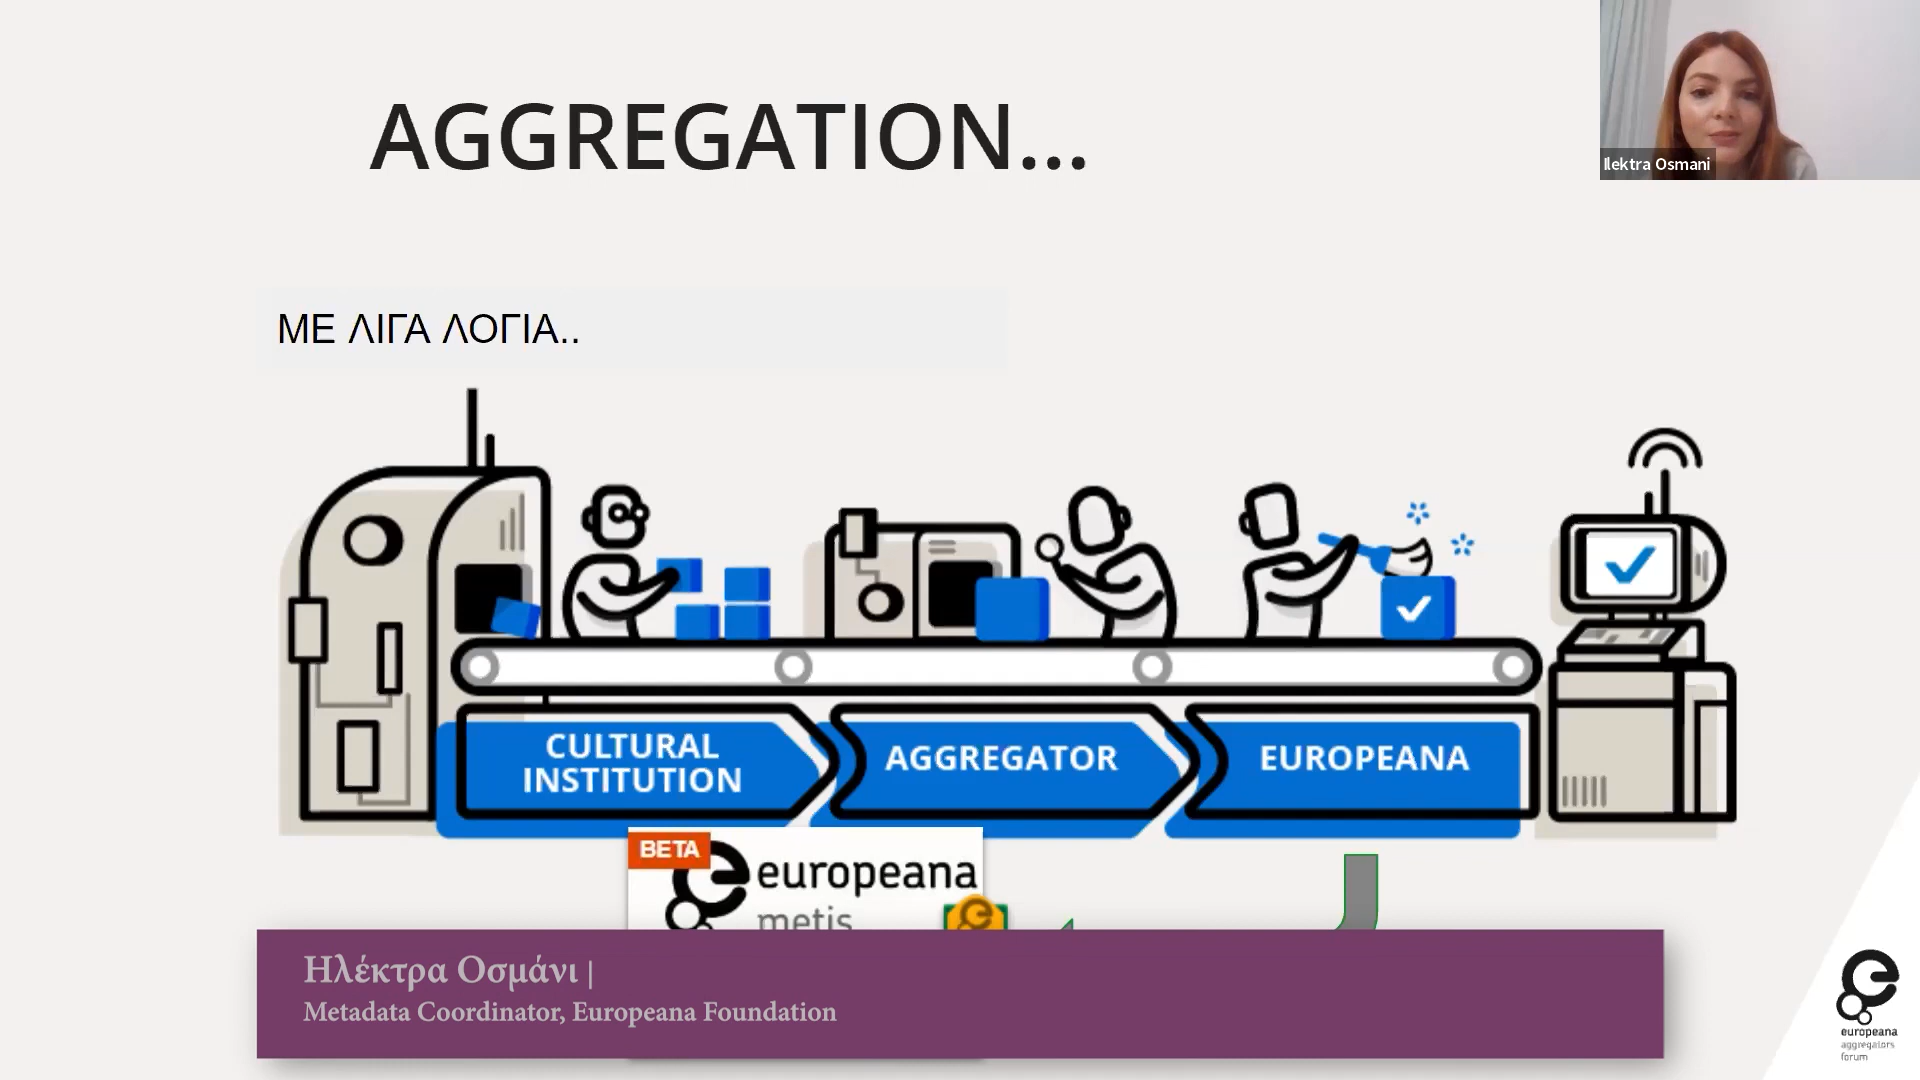 AGGREGATION...
Ilektra Osmani
ΜΕ ΛΙΓΑ ΛΟΓΙΑ..
CULTURAL
INSTITUTION
AGGREGATOR
EUROPEANA
BETA
europeana
metis
Ηλέκτρα Οσμάνι |
Metadata Coordinator, Europeana Foundation
europeana
aggregators
forum